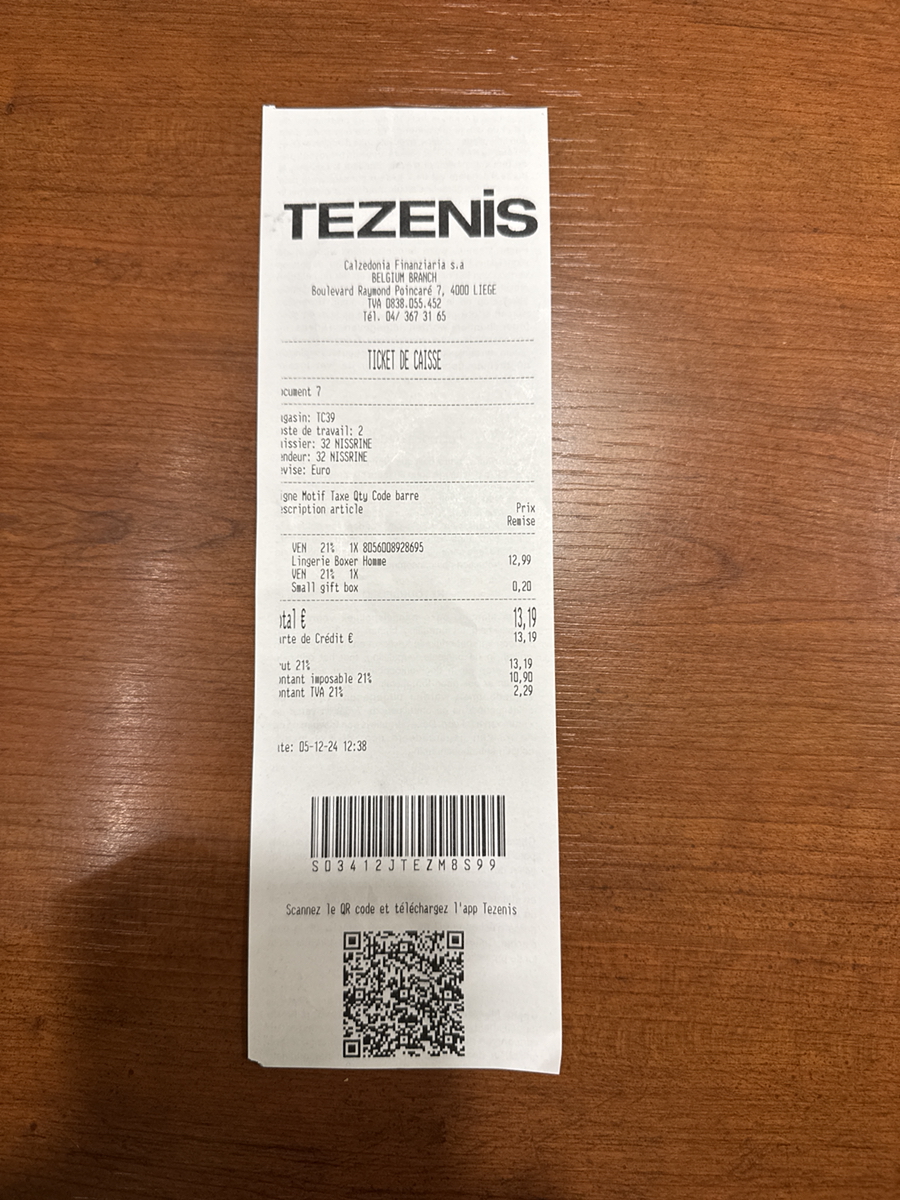 TEZENIS
Calzedonia Finanziaria s.a
BELGIUM BRANCH
Boulevard Raymond Poincaré 7, 4000 LIEGE
TVA 0838.055.452
Tél. 04/ 367 31 65
TICKET DE CAISSE
ocument 7
gasin: TC39
oste de travail: 2
issier: 32 NISSRINE
endeur: 32 NISSRINE
evise: Euro
igne Motif Taxe Qty Code barre
escription article Prix
Remise
VEN 21% 1X 8056008928695
Lingerie Boxer Homme 12,99
VEN 21% 1X
Small gift box 0,20
otal € 13,19
arte de Crédit € 13,19
rut 21% 13,19
ontant imposable 21% 10,90
ontant TVA 21% 2,29
ate: 05-12-24 12:38
S03412JTEZM8S99
Scannez le QR code et téléchargez l'app Tezenis